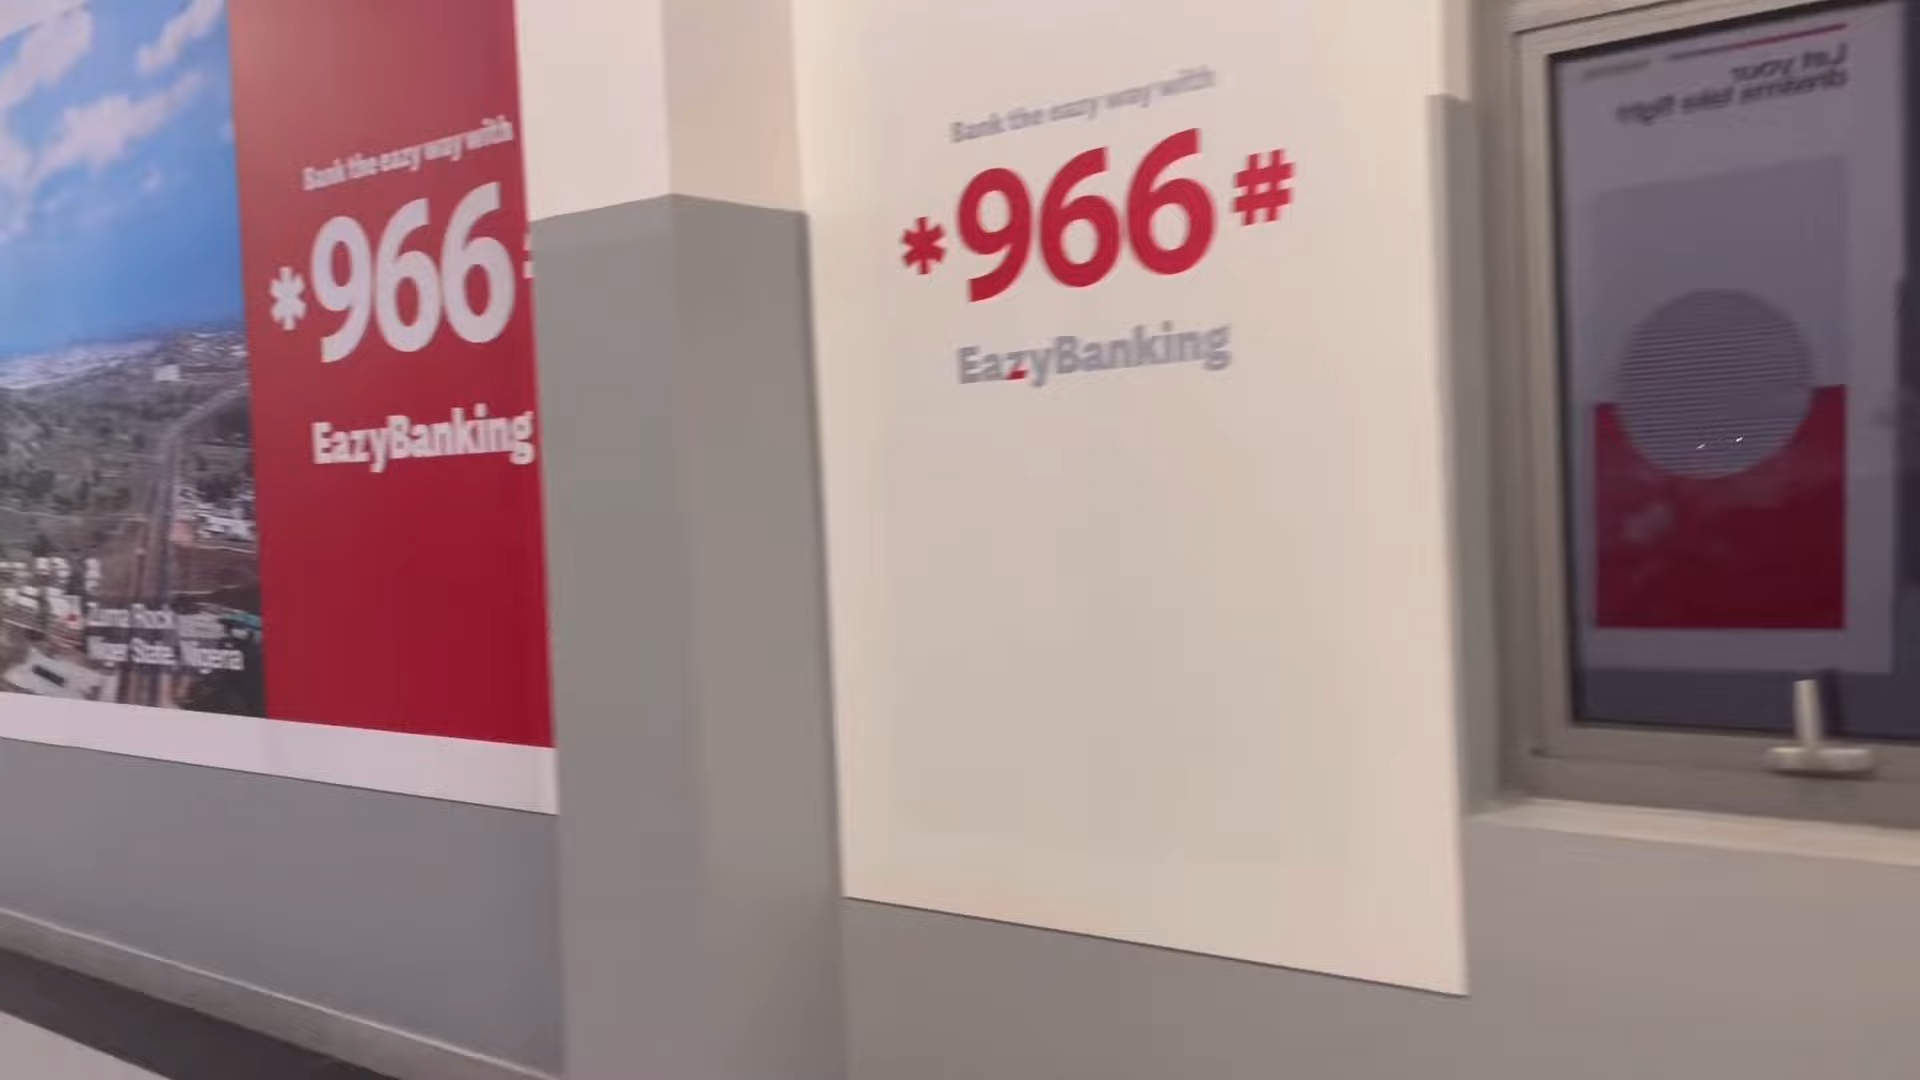 Bank the eazy way with
*966#
EazyBanking
Zuma Rock
Niger State, Nigeria
Bank the eazy way with
*966#
EazyBanking
Let your
dreams take flight